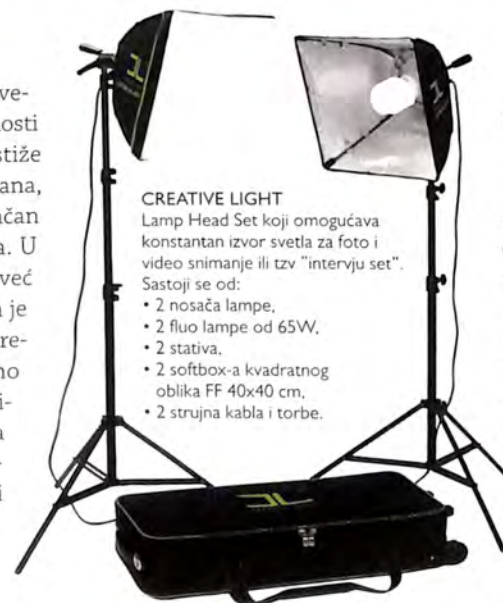 ve-
nosti
stiže
ana,
čan
a. U
već
je
re-
no
i-
a
i
CREATIVE LIGHT
Lamp Head Set koji omogućava
konstantan izvor svetla za foto i
video snimanje ili tzv "intervju set".
Sastoji se od:
• 2 nosača lampe,
• 2 fluo lampe od 65W,
• 2 stativa,
• 2 softbox-a kvadratnog
oblika FF 40x40 cm,
• 2 strujna kabla i torbe.